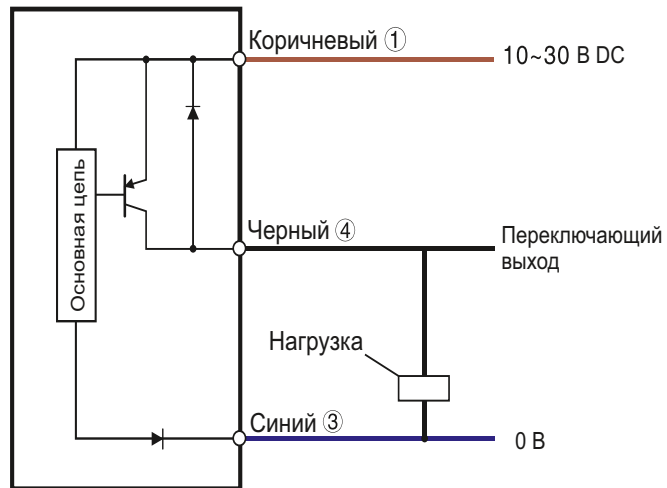 Коричневый ①
10~30 В DC
Основная цепь
Черный ④
Переключающий
выход
Нагрузка
Синий ③
0 В